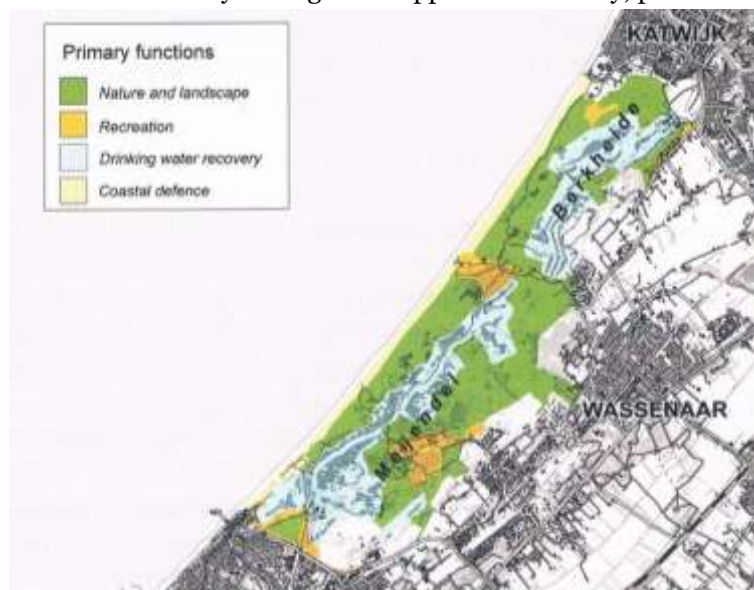 KATWIJK
Primary functions
Nature and landscape
Recreation
Drinking water recovery
Coastal defence
Berkheide
Meijendel
WASSENAAR